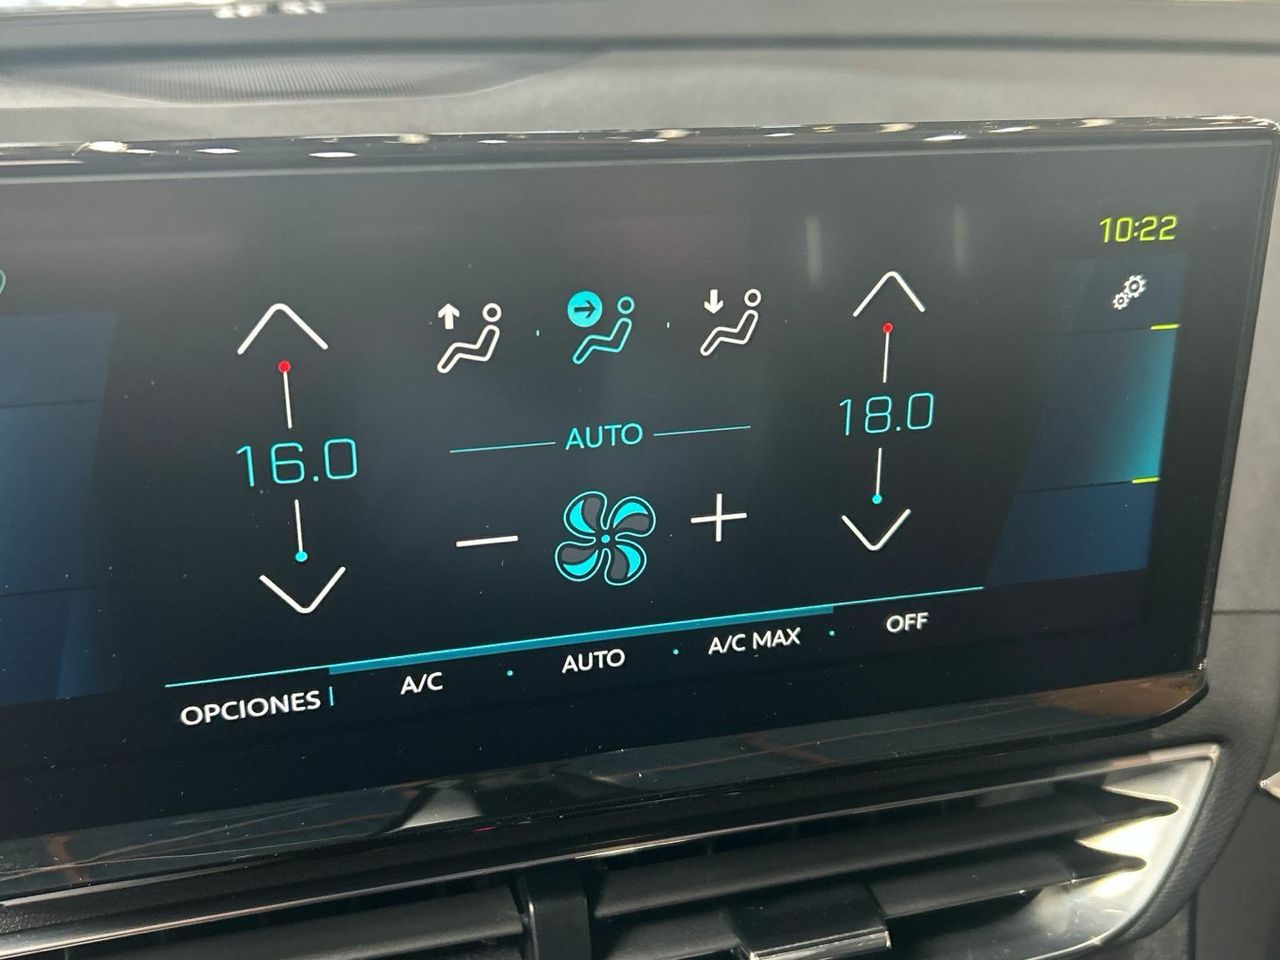 10:22
16.0
AUTO
18.0
OPCIONES
A/C
AUTO
A/C MAX
OFF